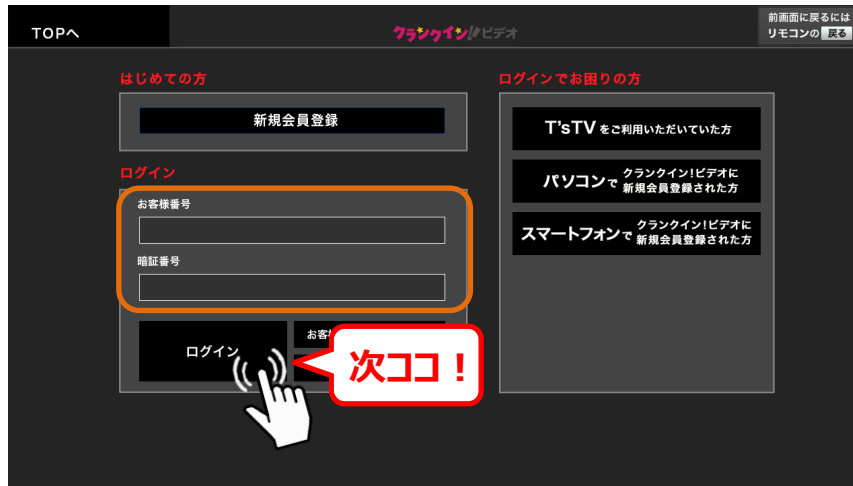 TOPへ
クランクイン!!ビデオ
前画面に戻るには
リモコンの 戻る
はじめての方
新規会員登録
ログイン
お客様番号
暗証番号
ログイン
お客
次ココ！
ログインでお困りの方
T'sTV をご利用いただいていた方
パソコンで クランクイン!ビデオに
新規会員登録された方
スマートフォンで クランクイン!ビデオに
新規会員登録された方